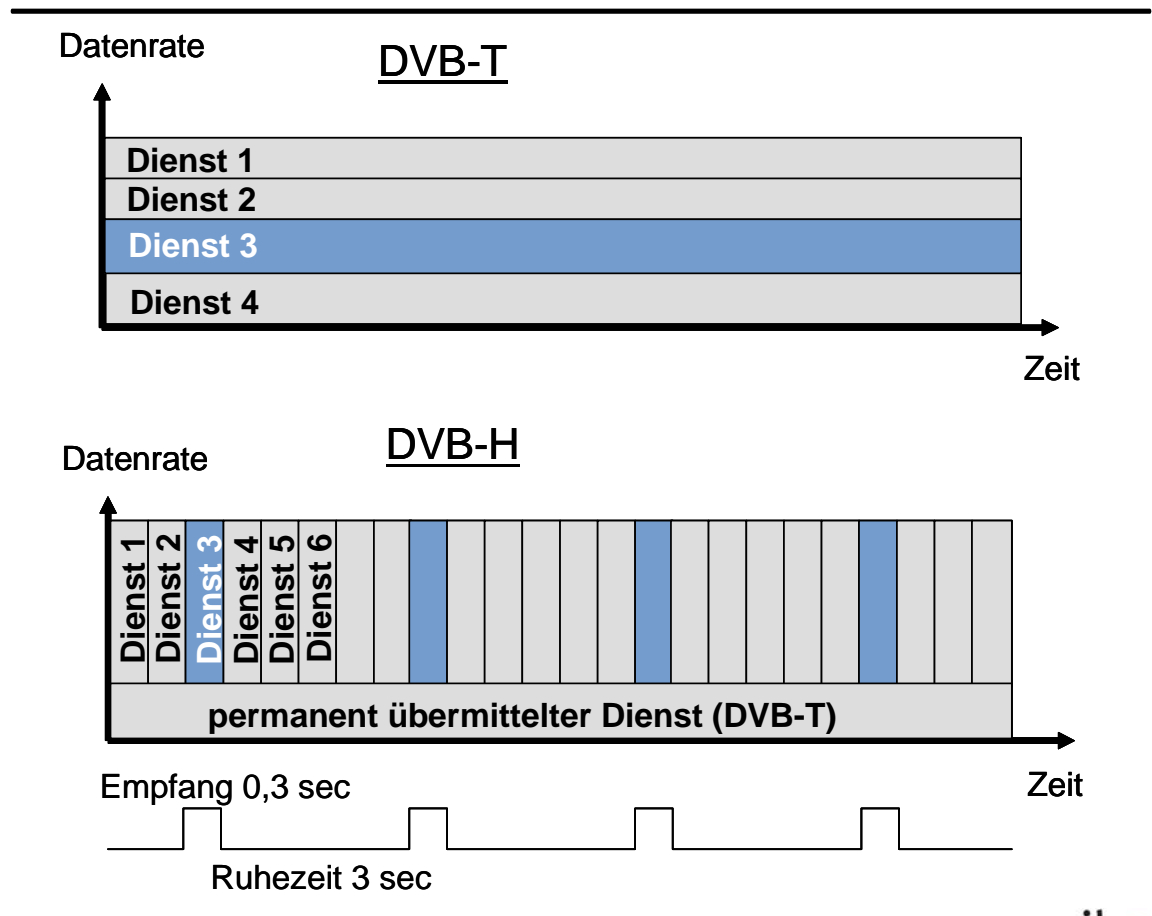 Datenrate
DVB-T
Dienst 1
Dienst 2
Dienst 3
Dienst 4
Zeit
DVB-H
Datenrate
Dienst 1
Dienst 2
Dienst 3
Dienst 4
Dienst 5
Dienst 6
permanent übermittelter Dienst (DVB-T)
Zeit
Empfang 0,3 sec
Ruhezeit 3 sec